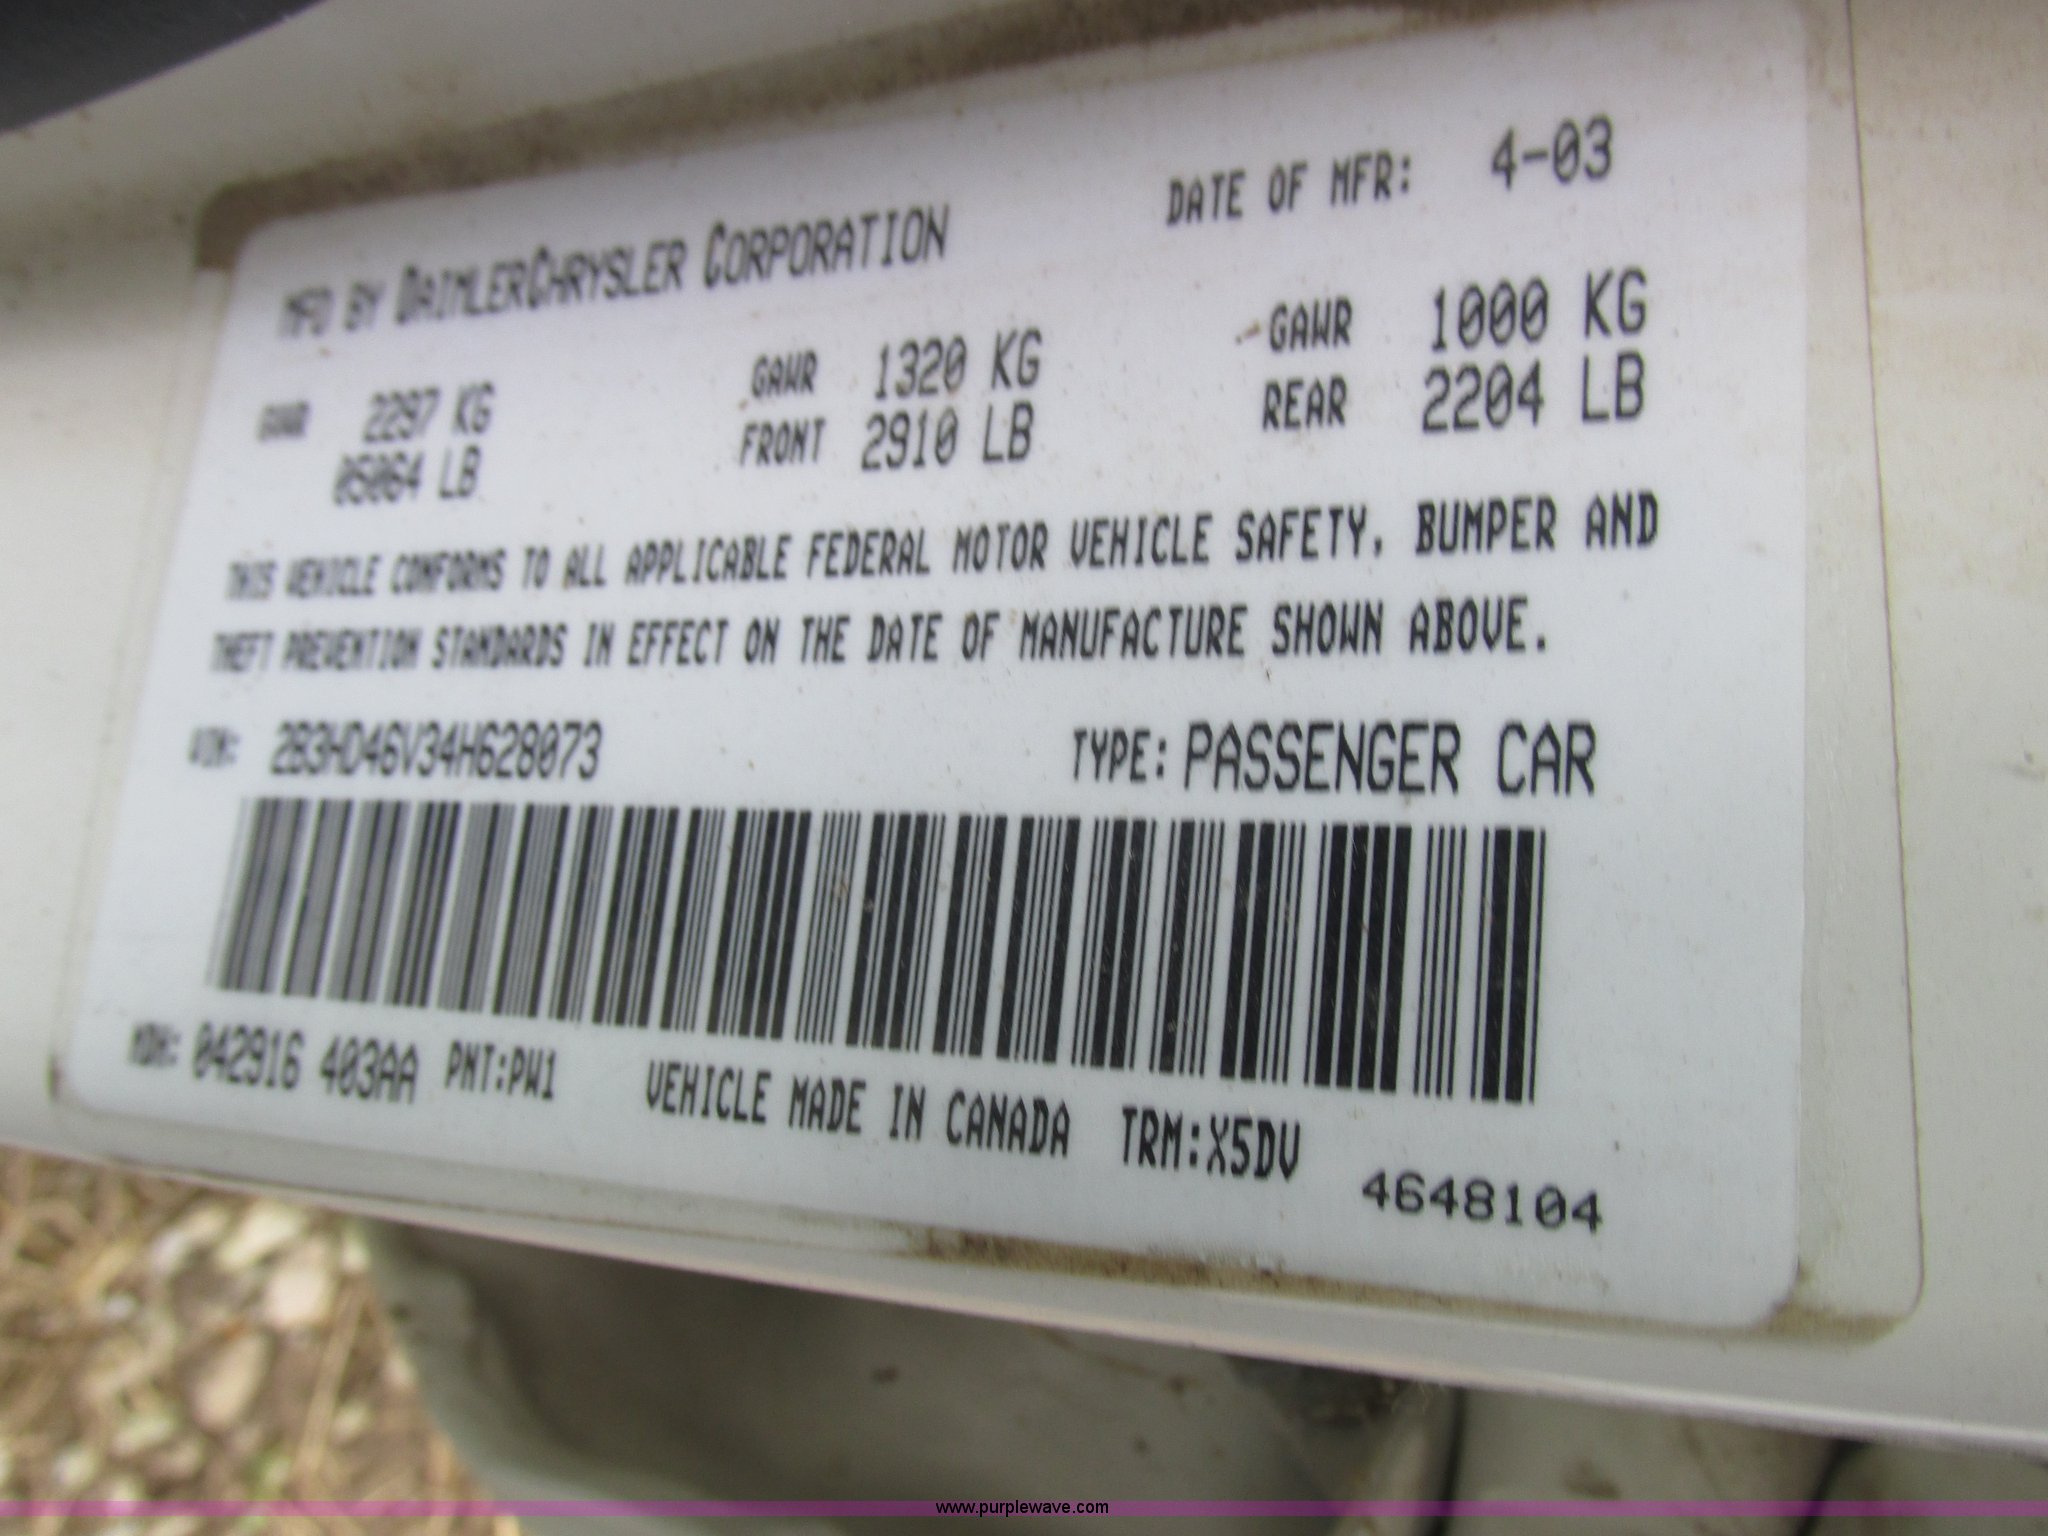 MFD BY DAIMLERCHRYSLER CORPORATION DATE OF MFR: 4-03
GVWR 2297 KG GAWR 1320 KG GAWR 1000 KG
05064 LB FRONT 2910 LB REAR 2204 LB
THIS VEHICLE CONFORMS TO ALL APPLICABLE FEDERAL MOTOR VEHICLE SAFETY, BUMPER AND
THEFT PREVENTION STANDARDS IN EFFECT ON THE DATE OF MANUFACTURE SHOWN ABOVE.
VIN: 2B3HD46V34H628073 TYPE: PASSENGER CAR
MDH: 042916 403AA PNT:PW1 VEHICLE MADE IN CANADA TRM:X5DV
4648104
www.purplewave.com